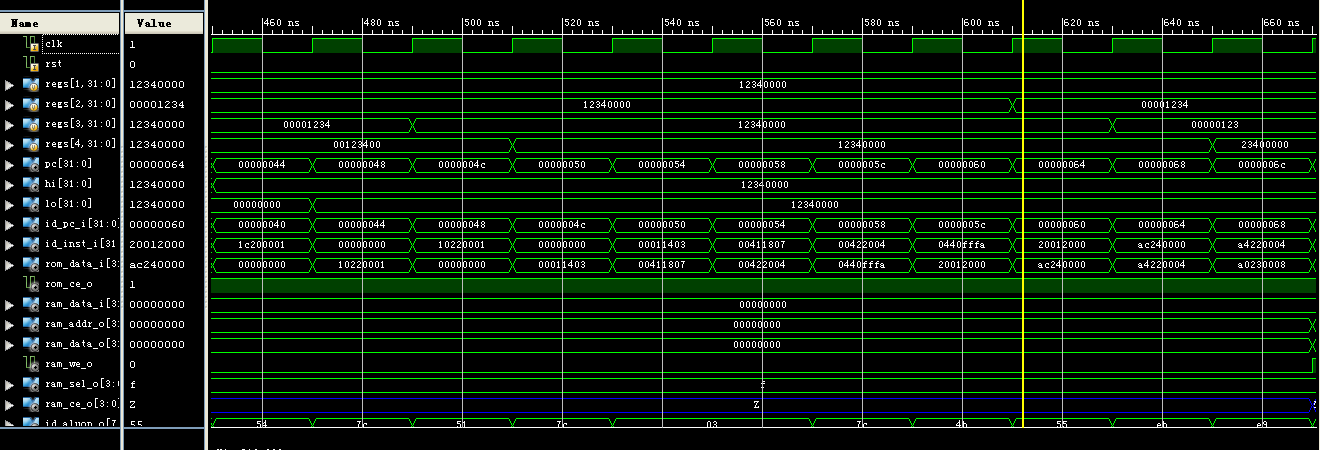 Name Value 460 ns 480 ns 500 ns 520 ns 540 ns 560 ns 580 ns 600 ns 620 ns 640 ns 660 ns
clk 1
rst 0
regs[1,31:0] 12340000 12340000
regs[2,31:0] 00001234 12340000 00001234
regs[3,31:0] 12340000 00001234 12340000 00000123
regs[4,31:0] 12340000 00123400 12340000 23400000
pc[31:0] 00000064 00000044 00000048 0000004c 00000050 00000054 00000058 0000005c 00000060 00000064 00000068 0000006c
hi[31:0] 12340000 12340000
lo[31:0] 12340000 00000000 12340000
id_pc_i[31:0] 00000060 00000040 00000044 00000048 0000004c 00000050 00000054 00000058 0000005c 00000060 00000064 00000068
id_inst_i[31 20012000 1c200001 00000000 10220001 00000000 00011403 00411807 00422004 0440fffa 20012000 ac240000 a4220004
rom_data_i[3 ac240000 00000000 10220001 00000000 00011403 00411807 00422004 0440fffa 20012000 ac240000 a4220004 a0230008
rom_ce_o 1
ram_data_i[3 00000000 00000000
ram_addr_o[3 00000000 00000000
ram_data_o[3 00000000 00000000
ram_we_o 0
ram_sel_o[3: f f
ram_ce_o[3:0] Z Z
id_aluop_o[7 55 54 7c 51 7c 03 7c 4b 55 eb e9